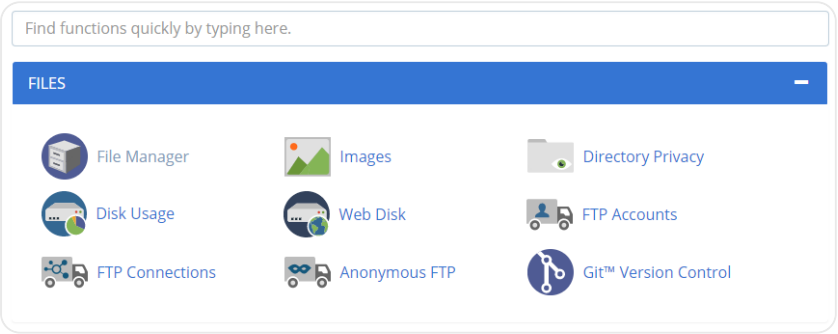 Find functions quickly by typing here.
FILES
File Manager
Images
Directory Privacy
Disk Usage
Web Disk
FTP Accounts
FTP Connections
Anonymous FTP
Git™ Version Control